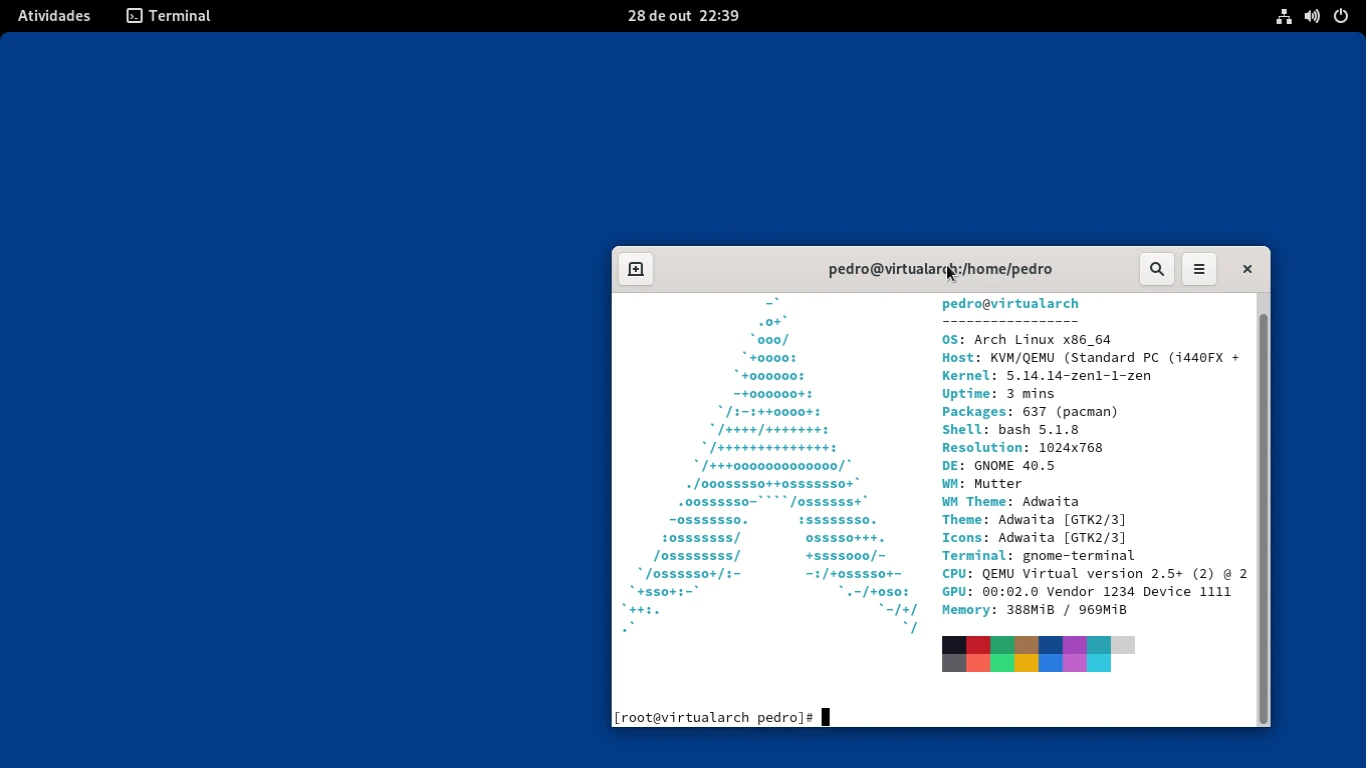 Atividades
Terminal
28 de out 22:39
pedro@virtualarch:/home/pedro
-`
.o+`
`ooo/
`+oooo:
`+oooooo:
-+oooooo+:
`/:-:++oooo+:
`/++++/+++++++:
`/++++++++++++++:
`/+++ooooooooooooo/`
./ooosssso++osssssso+`
.oossssso-````/ossssss+`
-osssssso. :ssssssso.
:osssssss/ osssso+++.
/ossssssss/ +ssssooo/-
`/ossssso+/:- -:/+osssso+-
`+sso+:-` `.-/+oso:
`++:. `-/+/
.` `/
pedro@virtualarch
-----------------
OS: Arch Linux x86_64
Host: KVM/QEMU (Standard PC (i440FX +
Kernel: 5.14.14-zen1-1-zen
Uptime: 3 mins
Packages: 637 (pacman)
Shell: bash 5.1.8
Resolution: 1024x768
DE: GNOME 40.5
WM: Mutter
WM Theme: Adwaita
Theme: Adwaita [GTK2/3]
Icons: Adwaita [GTK2/3]
Terminal: gnome-terminal
CPU: QEMU Virtual version 2.5+ (2) @ 2
GPU: 00:02.0 Vendor 1234 Device 1111
Memory: 388MiB / 969MiB
[root@virtualarch pedro]#